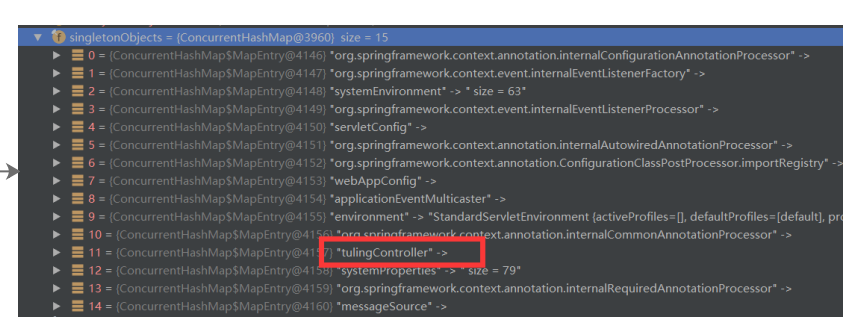 singletonObjects = {ConcurrentHashMap@3960} size = 15
0 = {ConcurrentHashMap$MapEntry@4146} "org.springframework.context.annotation.internalConfigurationAnnotationProcessor" ->
1 = {ConcurrentHashMap$MapEntry@4147} "org.springframework.context.event.internalEventListenerFactory" ->
2 = {ConcurrentHashMap$MapEntry@4148} "systemEnvironment" -> " size = 63"
3 = {ConcurrentHashMap$MapEntry@4149} "org.springframework.context.event.internalEventListenerProcessor" ->
4 = {ConcurrentHashMap$MapEntry@4150} "servletConfig" ->
5 = {ConcurrentHashMap$MapEntry@4151} "org.springframework.context.annotation.internalAutowiredAnnotationProcessor" ->
6 = {ConcurrentHashMap$MapEntry@4152} "org.springframework.context.annotation.ConfigurationClassPostProcessor.importRegistry" ->
7 = {ConcurrentHashMap$MapEntry@4153} "webAppConfig" ->
8 = {ConcurrentHashMap$MapEntry@4154} "applicationEventMulticaster" ->
9 = {ConcurrentHashMap$MapEntry@4155} "environment" -> "StandardServletEnvironment {activeProfiles=[], defaultProfiles=[default], pro
10 = {ConcurrentHashMap$MapEntry@4156} "org.springframework.context.annotation.internalCommonAnnotationProcessor" ->
11 = {ConcurrentHashMap$MapEntry@4157} "tulingController" ->
12 = {ConcurrentHashMap$MapEntry@4158} "systemProperties" -> " size = 79"
13 = {ConcurrentHashMap$MapEntry@4159} "org.springframework.context.annotation.internalRequiredAnnotationProcessor" ->
14 = {ConcurrentHashMap$MapEntry@4160} "messageSource" ->